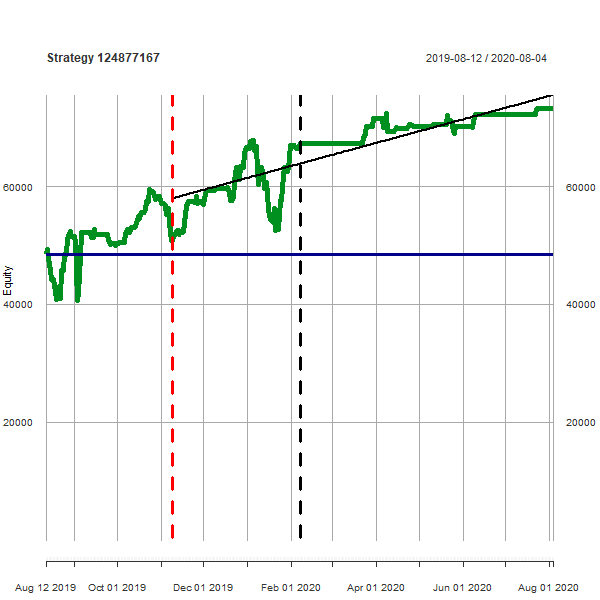 Strategy 124877167
2019-08-12 / 2020-08-04
60000
60000
Equity
40000
40000
20000
20000
Aug 12 2019
Oct 01 2019
Dec 01 2019
Feb 01 2020
Apr 01 2020
Jun 01 2020
Aug 01 2020